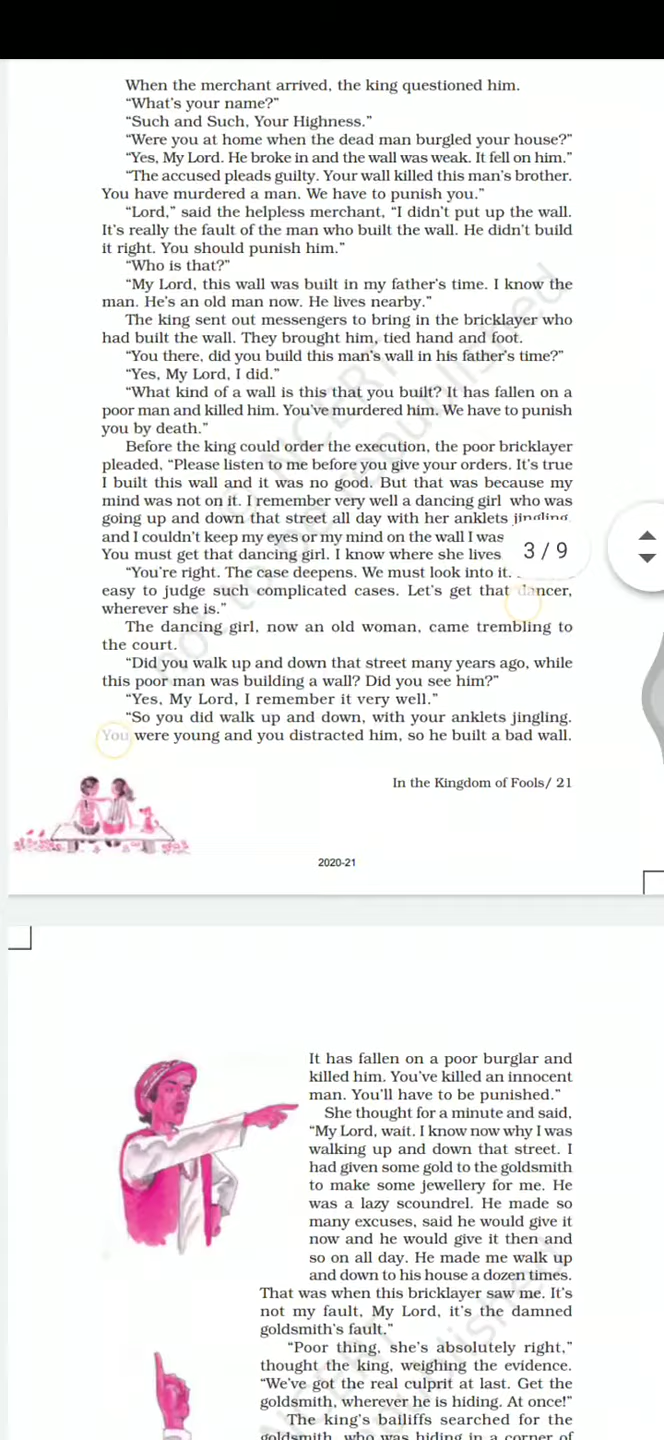 When the merchant arrived, the king questioned him.
“What’s your name?”
“Such and Such, Your Highness.”
“Were you at home when the dead man burgled your house?”
“Yes, My Lord. He broke in and the wall was weak. It fell on him.”
“The accused pleads guilty. Your wall killed this man’s brother.
You have murdered a man. We have to punish you.”
“Lord,” said the helpless merchant, “I didn’t put up the wall.
It’s really the fault of the man who built the wall. He didn’t build
it right. You should punish him.”
“Who is that?”
“My Lord, this wall was built in my father’s time. I know the
man. He’s an old man now. He lives nearby.”
The king sent out messengers to bring in the bricklayer who
had built the wall. They brought him, tied hand and foot.
“You there, did you build this man’s wall in his father’s time?”
“Yes, My Lord, I did.”
“What kind of a wall is this that you built? It has fallen on a
poor man and killed him. You’ve murdered him. We have to punish
you by death.”
Before the king could order the execution, the poor bricklayer
pleaded, “Please listen to me before you give your orders. It’s true
I built this wall and it was no good. But that was because my
mind was not on it. I remember very well a dancing girl who was
going up and down that street all day with her anklets jingling,
and I couldn’t keep my eyes or my mind on the wall I was
You must get that dancing girl. I know where she lives
3 / 9
“You’re right. The case deepens. We must look into it.
easy to judge such complicated cases. Let’s get that dancer,
wherever she is.”
The dancing girl, now an old woman, came trembling to
the court.
“Did you walk up and down that street many years ago, while
this poor man was building a wall? Did you see him?”
“Yes, My Lord, I remember it very well.”
“So you did walk up and down, with your anklets jingling.
You were young and you distracted him, so he built a bad wall.
In the Kingdom of Fools/ 21
2020-21
It has fallen on a poor burglar and
killed him. You’ve killed an innocent
man. You’ll have to be punished.”
She thought for a minute and said,
“My Lord, wait. I know now why I was
walking up and down that street. I
had given some gold to the goldsmith
to make some jewellery for me. He
was a lazy scoundrel. He made so
many excuses, said he would give it
now and he would give it then and
so on all day. He made me walk up
and down to his house a dozen times.
That was when this bricklayer saw me. It’s
not my fault, My Lord, it’s the damned
goldsmith’s fault.”
“Poor thing, she’s absolutely right,”
thought the king, weighing the evidence.
“We’ve got the real culprit at last. Get the
goldsmith, wherever he is hiding. At once!”
The king’s bailiffs searched for the
goldsmith, who was hiding in a corner of